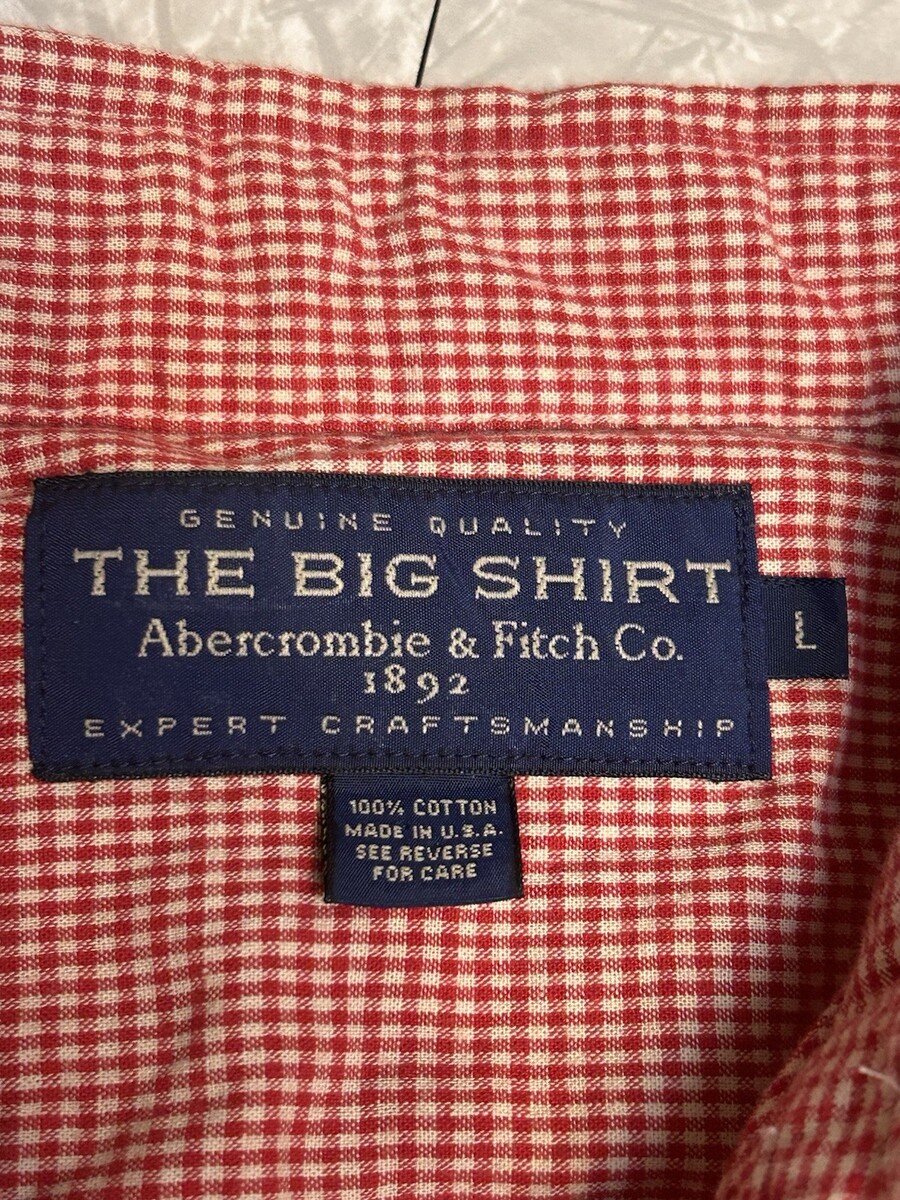 GENUINE QUALITY
THE BIG SHIRT
Abercrombie & Fitch Co.
1892
EXPERT CRAFTSMANSHIP
L
100% COTTON
MADE IN U.S.A.
SEE REVERSE
FOR CARE